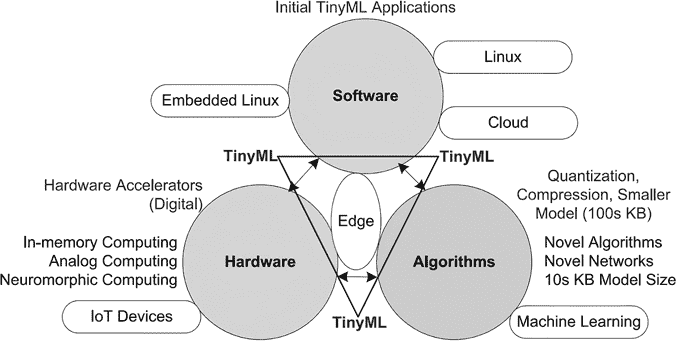 Initial TinyML Applications
Linux
Software
Embedded Linux
Cloud
TinyML
TinyML
Hardware Accelerators
(Digital)
Quantization,
Compression, Smaller
Model (100s KB)
Edge
In-memory Computing
Analog Computing
Neuromorphic Computing
Hardware
Algorithms
Novel Algorithms
Novel Networks
10s KB Model Size
IoT Devices
TinyML
Machine Learning